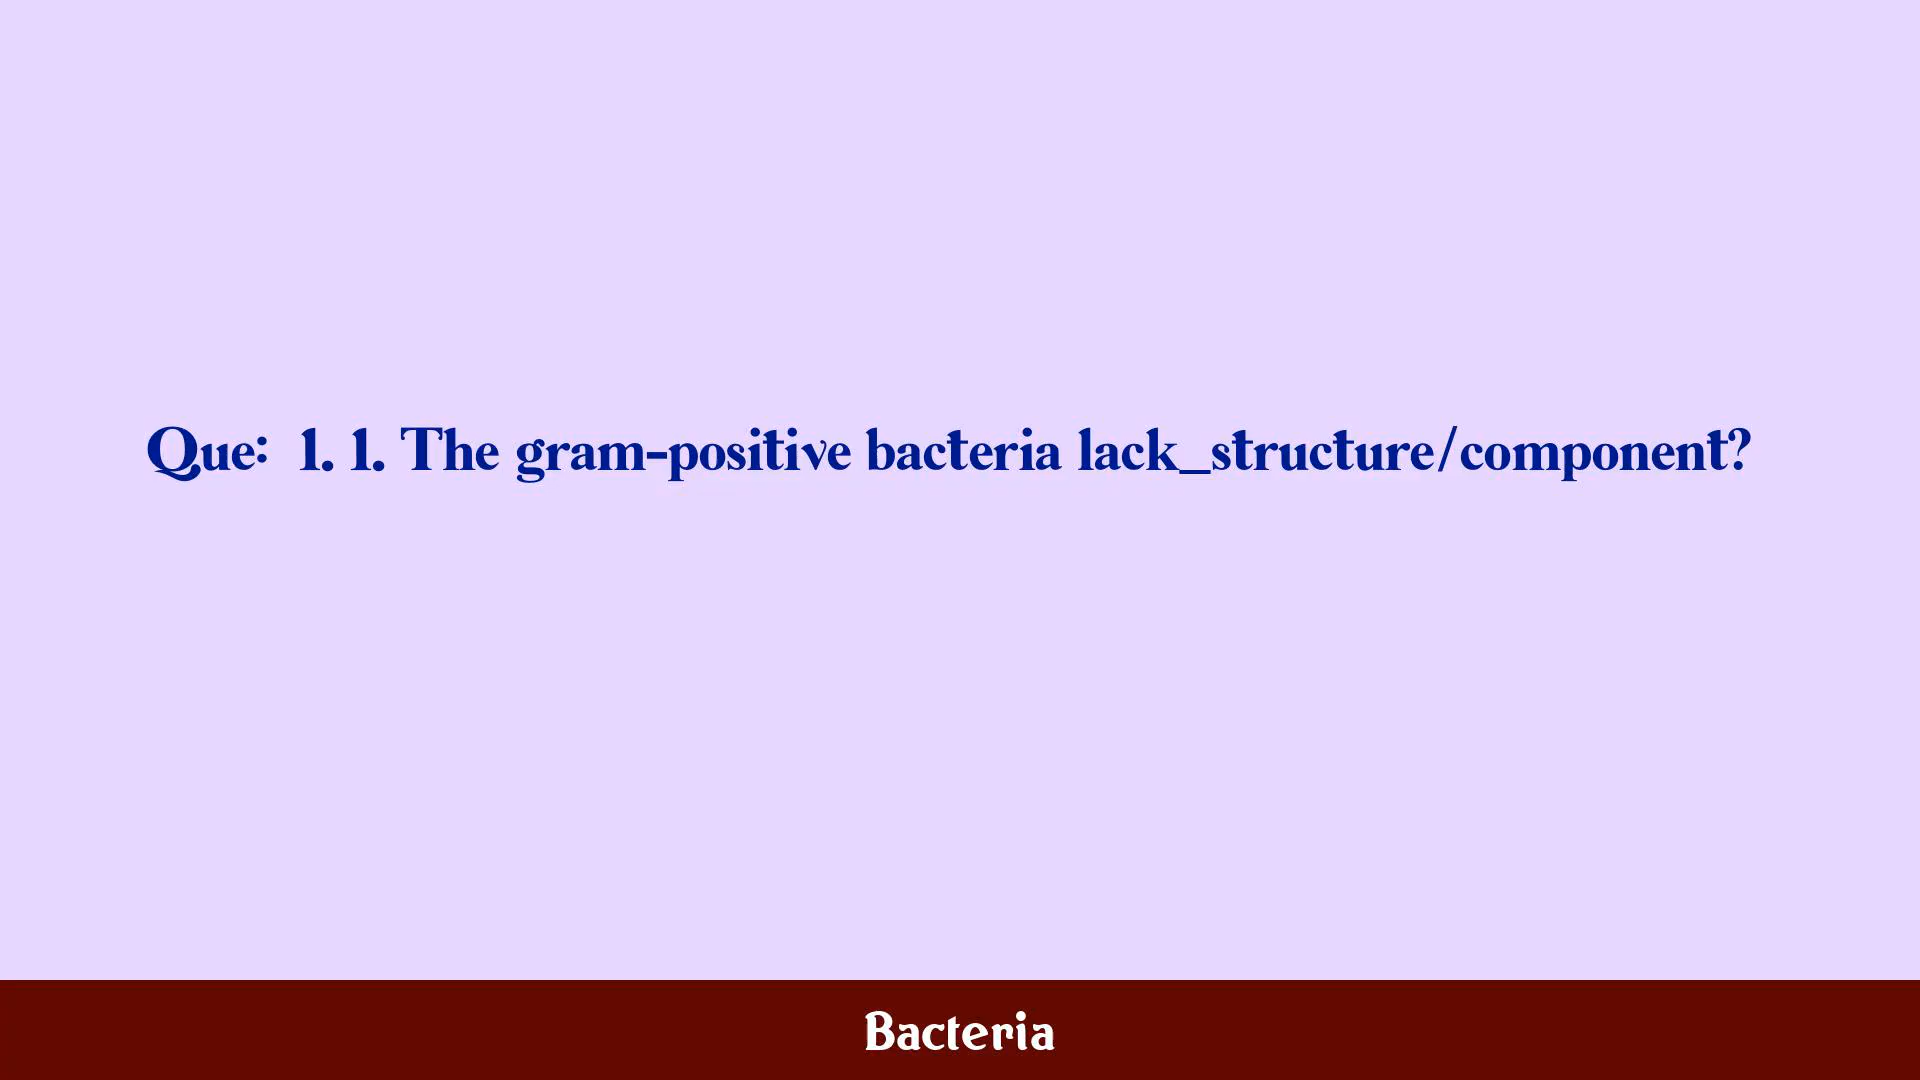 Que:  1. 1. The gram-positive bacteria lack_structure/component?
Bacteria